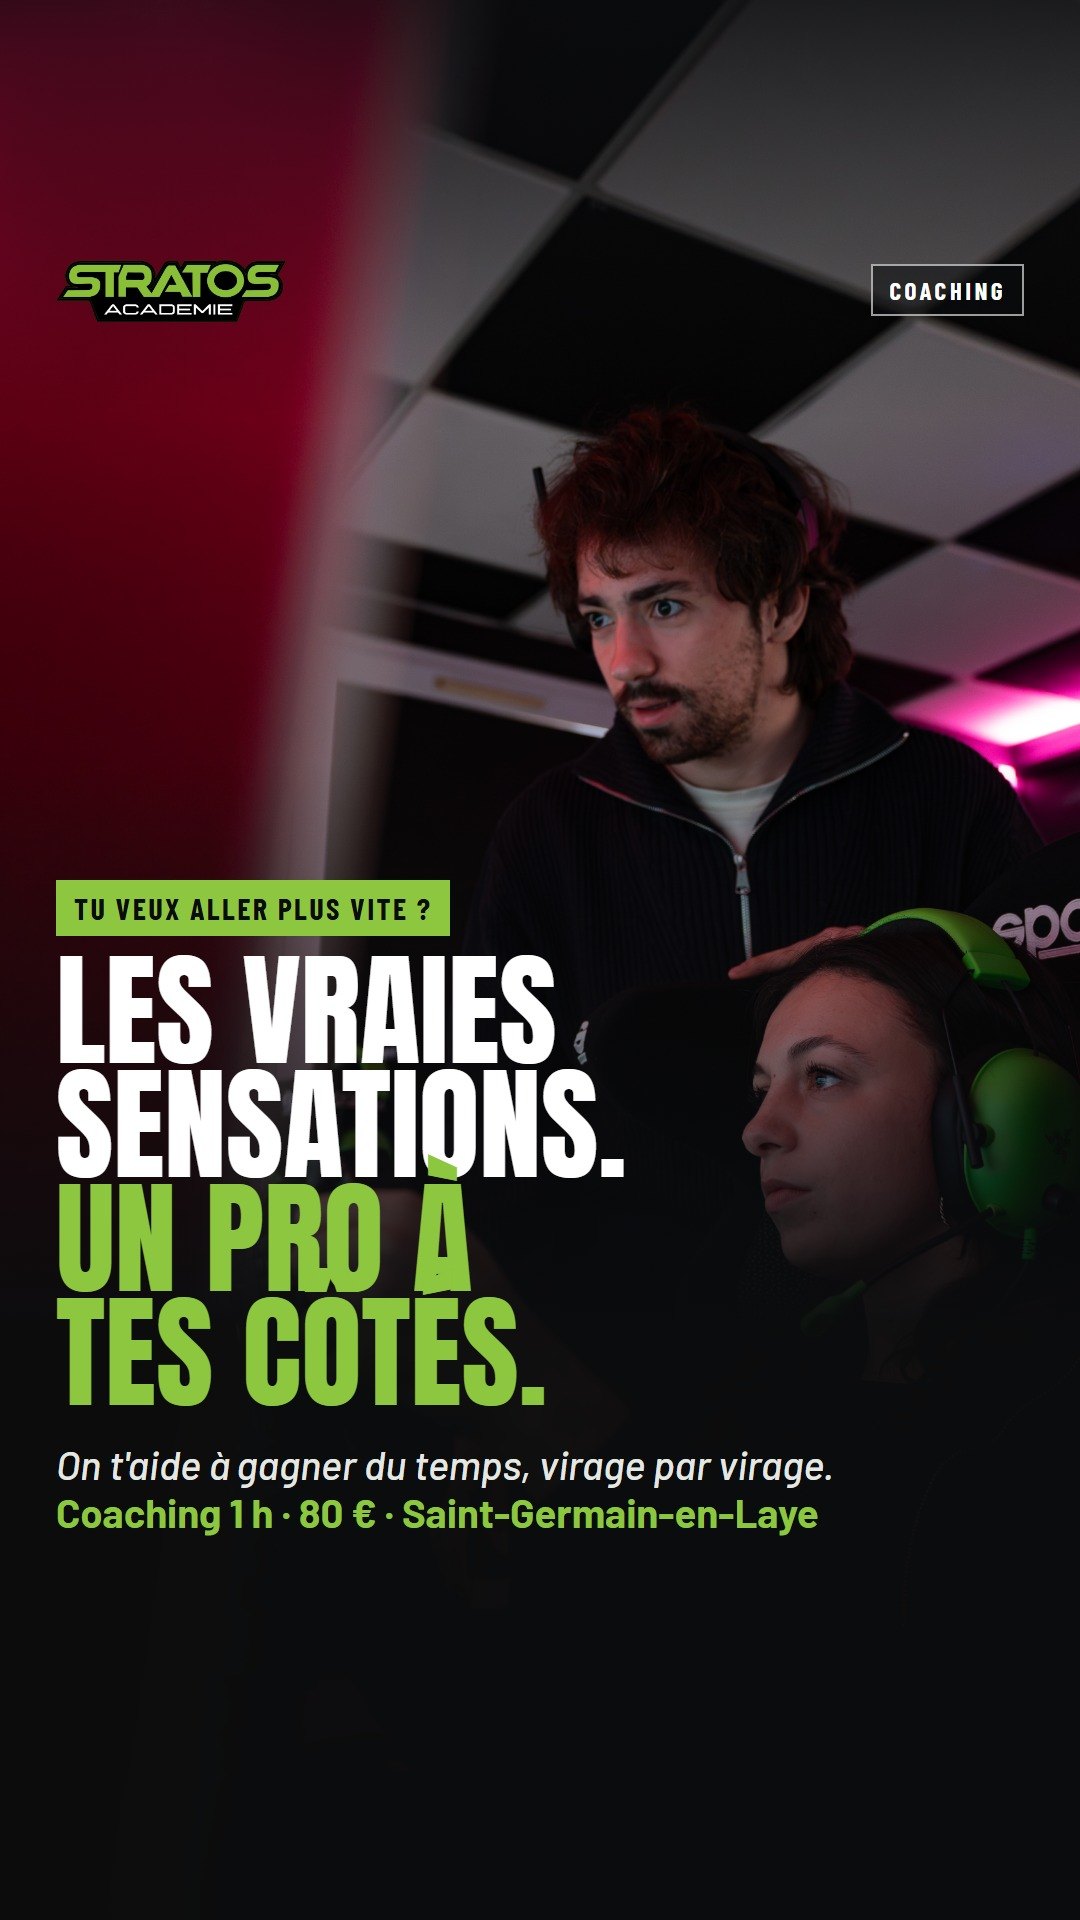 STRATOS
ACADEMIE
COACHING
TU VEUX ALLER PLUS VITE ?
LES VRAIES
SENSATIONS.
UN PRO À
TES CÔTÉS.
On t'aide à gagner du temps, virage par virage.
Coaching 1 h · 80 € · Saint-Germain-en-Laye